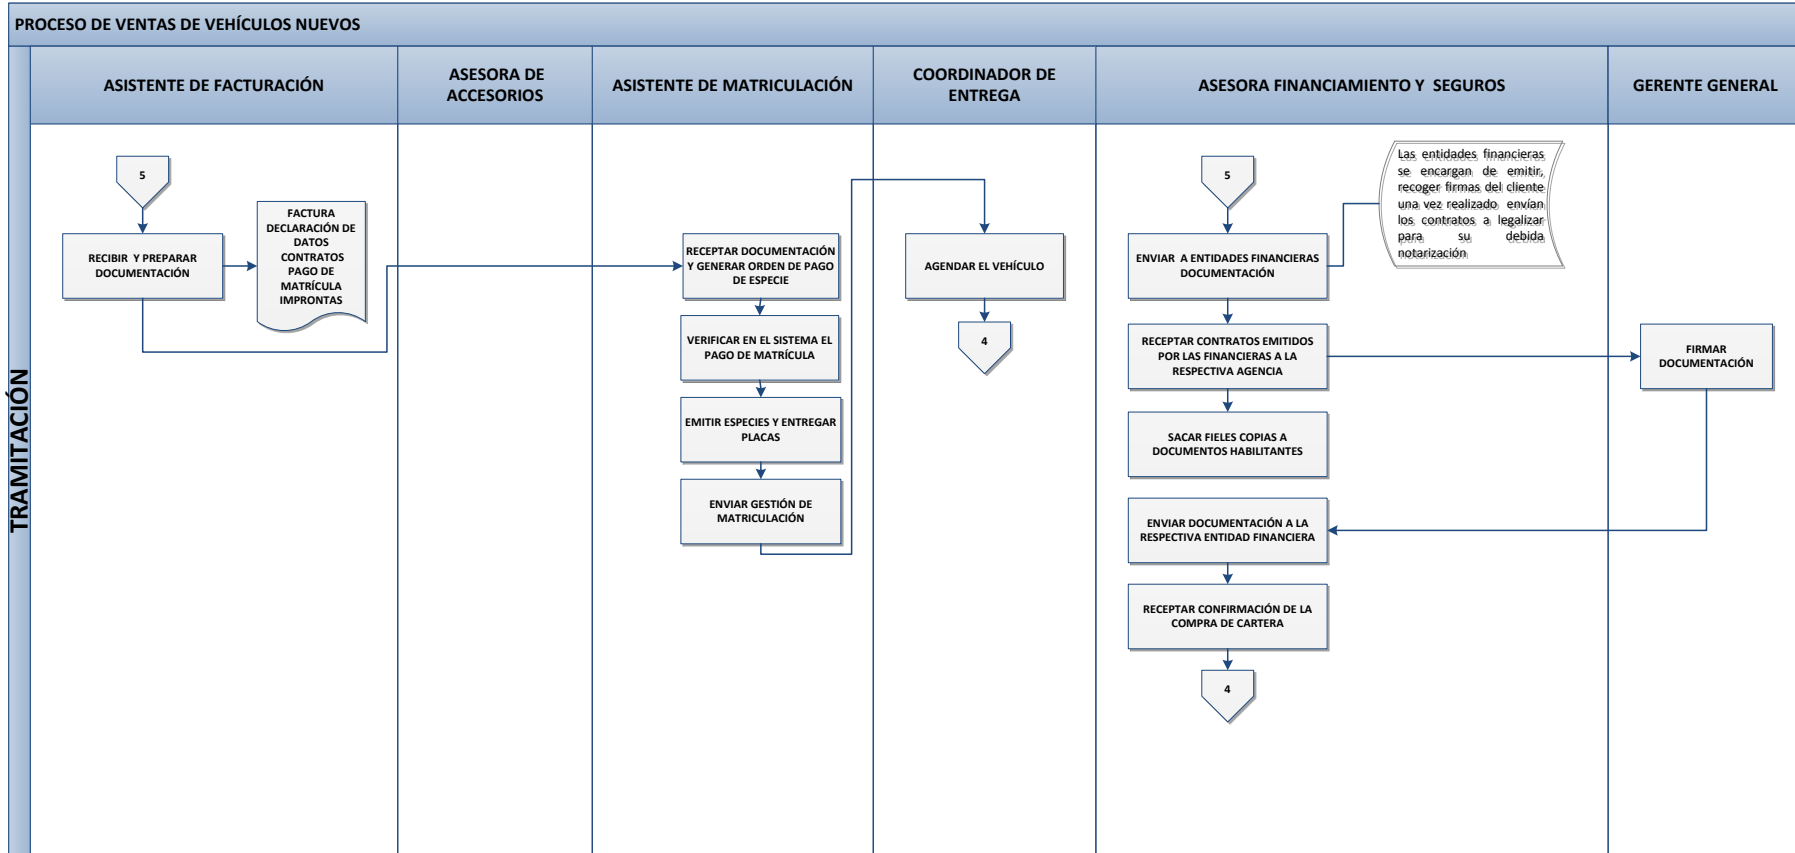 PROCESO DE VENTAS DE VEHÍCULOS NUEVOS
TRAMITACIÓN
ASISTENTE DE FACTURACIÓN
ASESORA DE
ACCESORIOS
ASISTENTE DE MATRICULACIÓN
COORDINADOR DE
ENTREGA
ASESORA FINANCIAMIENTO Y SEGUROS
GERENTE GENERAL
5
RECIBIR Y PREPARAR
DOCUMENTACIÓN
FACTURA
DECLARACIÓN DE
DATOS
CONTRATOS
PAGO DE
MATRÍCULA
IMPRONTAS
RECEPTAR DOCUMENTACIÓN
Y GENERAR ORDEN DE PAGO
DE ESPECIE
VERIFICAR EN EL SISTEMA EL
PAGO DE MATRÍCULA
EMITIR ESPECIES Y ENTREGAR
PLACAS
ENVIAR GESTIÓN DE
MATRICULACIÓN
AGENDAR EL VEHÍCULO
4
5
Las entidades financieras
se encargan de emitir,
recoger firmas del cliente
una vez realizado envían
los contratos a legalizar
para su debida
notarización
ENVIAR A ENTIDADES FINANCIERAS
DOCUMENTACIÓN
RECEPTAR CONTRATOS EMITIDOS
POR LAS FINANCIERAS A LA
RESPECTIVA AGENCIA
SACAR FIELES COPIAS A
DOCUMENTOS HABILITANTES
ENVIAR DOCUMENTACIÓN A LA
RESPECTIVA ENTIDAD FINANCIERA
RECEPTAR CONFIRMACIÓN DE LA
COMPRA DE CARTERA
4
FIRMAR
DOCUMENTACIÓN